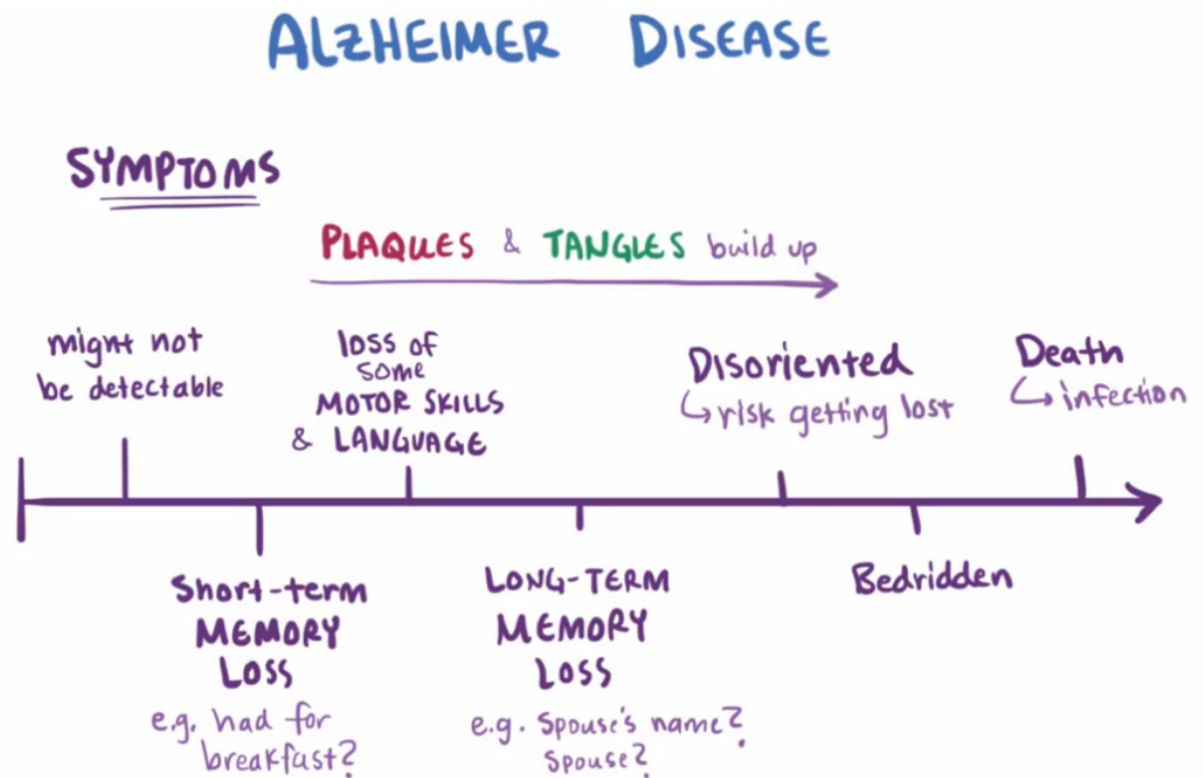 ALZHEIMER DISEASE
SYMPTOMS
PLAQUES & TANGLES build up
might not
be detectable
Short-term
MEMORY
LOSS
e.g. had for
breakfast?
loss of
some
MOTOR SKILLS
& LANGUAGE
LONG-TERM
MEMORY
LOSS
e.g. Spouse's name?
Spouse?
Disoriented
↳ risk getting lost
Bedridden
Death
↳ infection